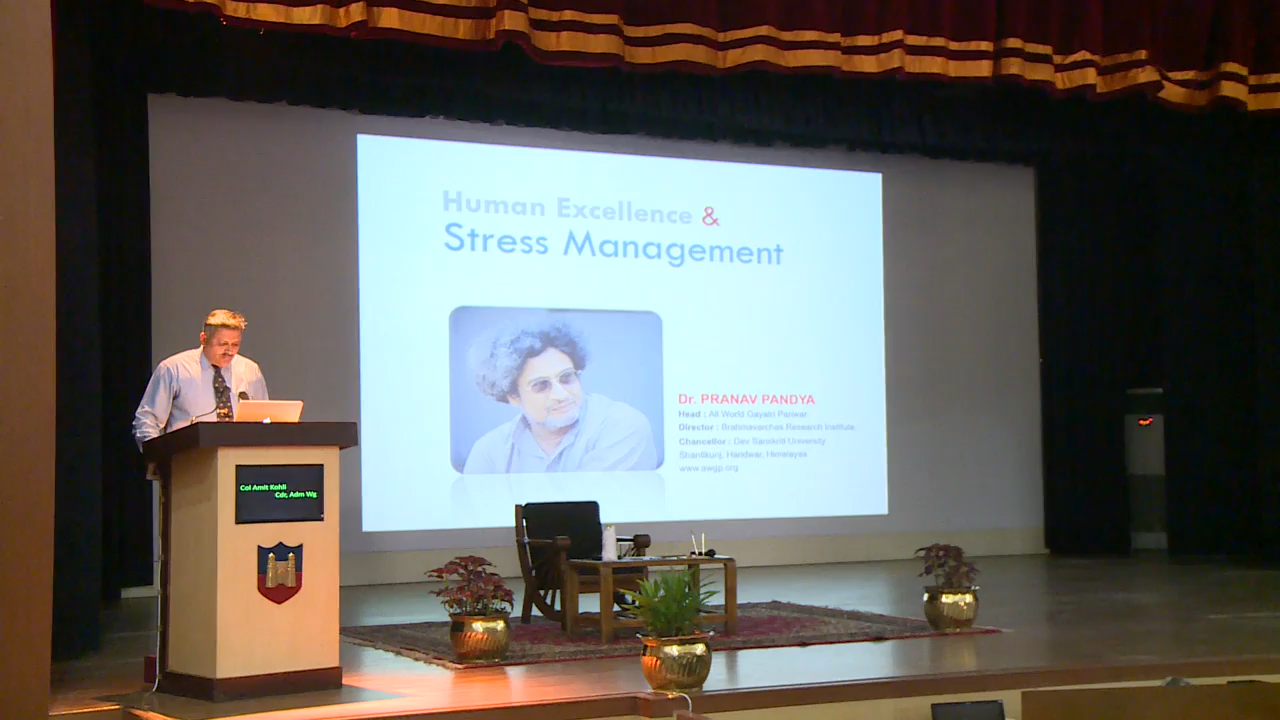 Human Excellence &
Stress Management
Dr. PRANAV PANDYA
Head : All World Gayatri Pariwar
Director : Brahmavarchas Research Institute,
Chancellor : Dev Sanskriti University
Shantikunj, Haridwar, Himalayas
www.awgp.org
Col Amit Kohli
Cdr, Adm Wg